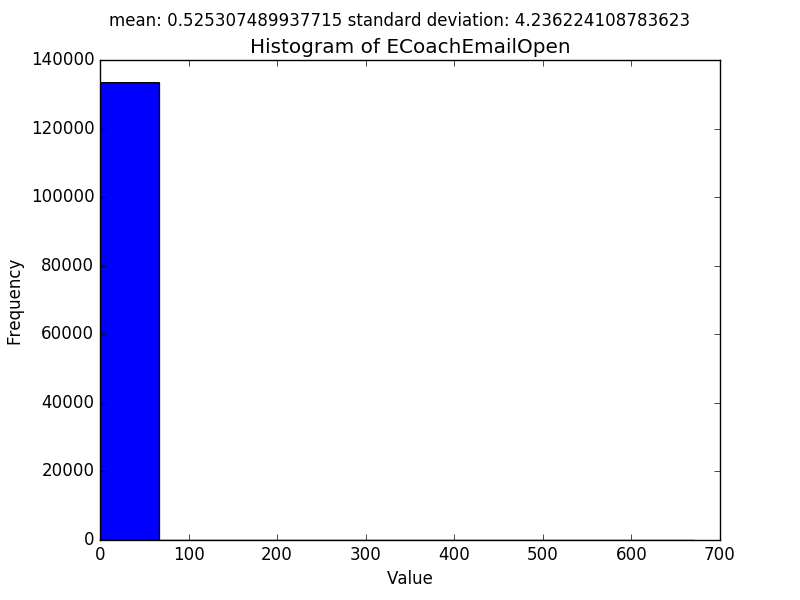 mean: 0.525307489937715 standard deviation: 4.236224108783623
Histogram of ECoachEmailOpen
140000
120000
100000
80000
60000
40000
20000
0
Frequency
0 100 200 300 400 500 600 700
Value